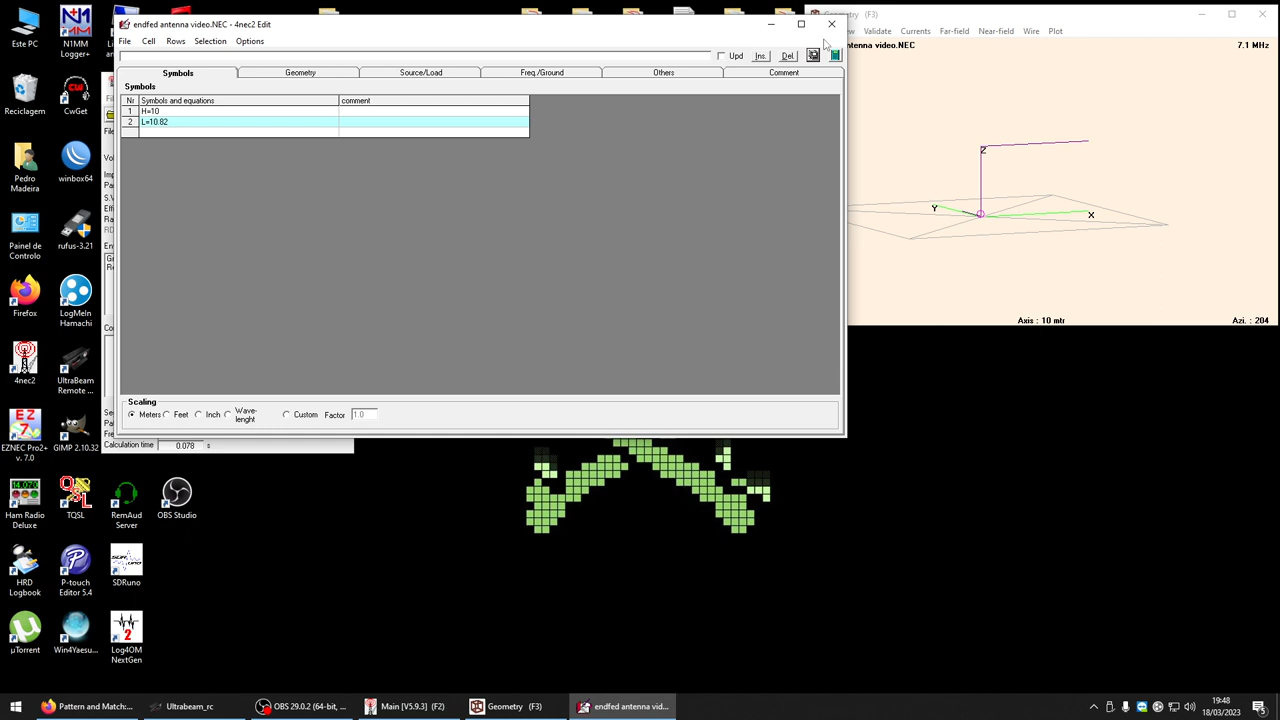 endfed antenna video.NEC - 4nec2 Edit
File Cell Rows Selection Options
Upd Ins. Del
Symbols Geometry Source/Load Freq./Ground Others Comment
Symbols
Nr Symbols and equations comment
1 H=10
2 L=10.82
Scaling
Meters Feet Inch Wave-lenght Custom Factor 1.0
Calculation time 0.078 s
(F3)
Validate Currents Far-field Near-field Wire Plot
antenna video.NEC 7.1 MHz
Z
Y
X
Axis : 10 mtr Azi. : 204
Este PC
N1MM Logger+
Reciclagem
CwGet
Pedro Madeira
winbox64
Painel de Controlo
rufus-3.21
Firefox
LogMeIn Hamachi
4nec2
UltraBeam Remote ...
EZNEC Pro2+ v. 7.0
GIMP 2.10.32
Ham Radio Deluxe
TQSL
RemAud Server
OBS Studio
HRD Logbook
P-touch Editor 5.4
SDRuno
µTorrent
Win4Yaesu...
Log4OM NextGen
Pattern and Match:...
Ultrabeam_rc
OBS 29.0.2 (64-bit, ...
Main [V5.9.3] (F2)
Geometry (F3)
endfed antenna vid...
19:48
18/03/2023